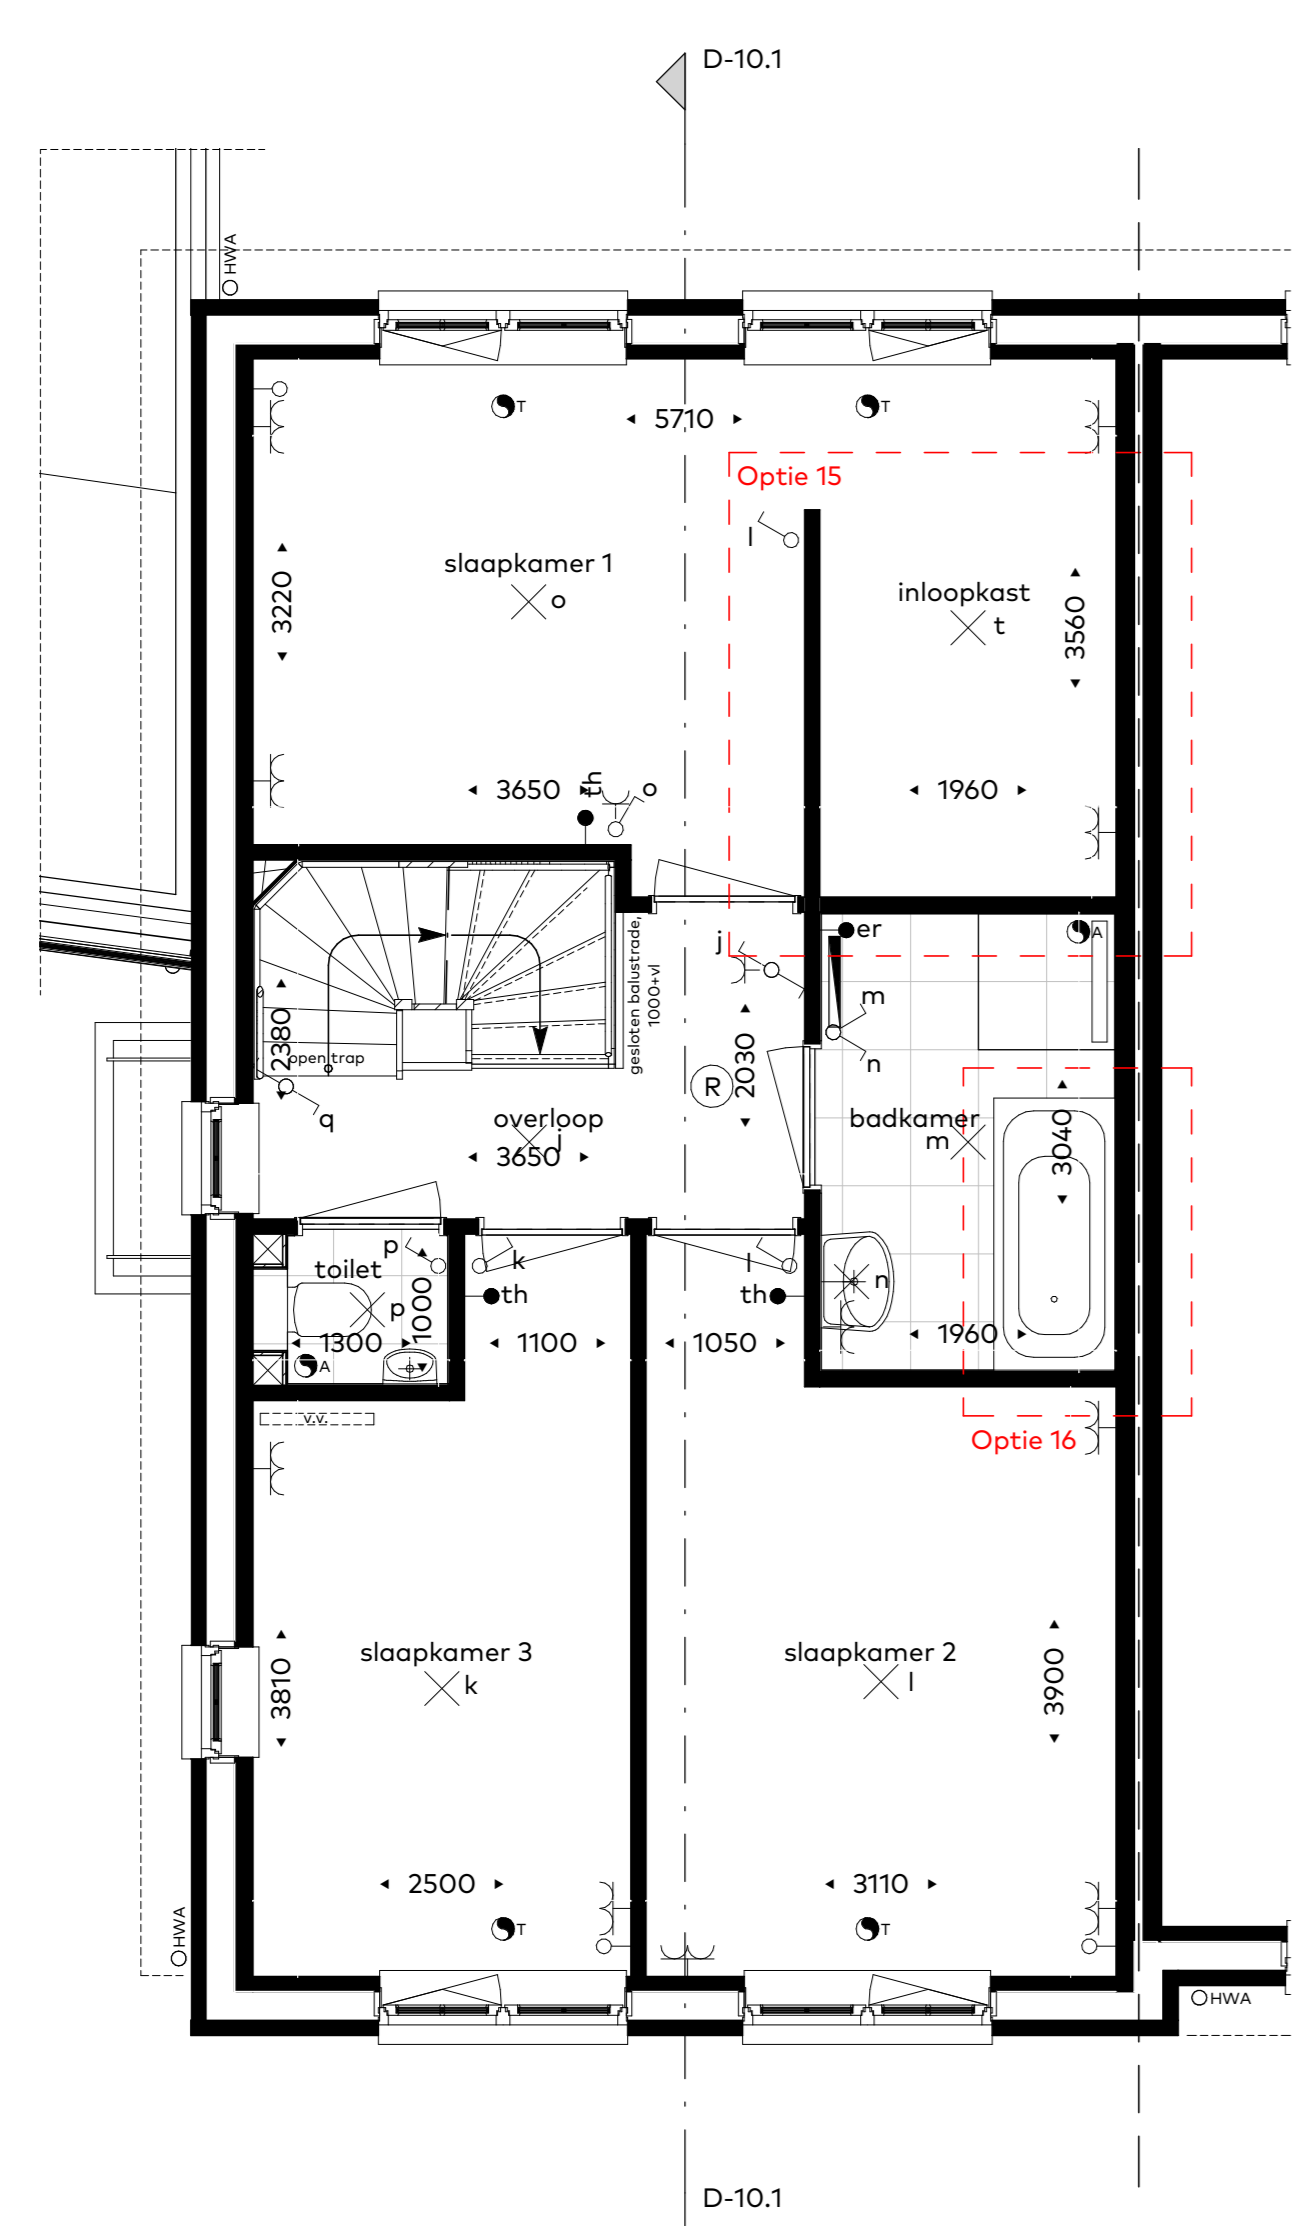 D-10.1
HWA
T
T
5710
Optie 15
l
slaapkamer 1
o
inloopkast
t
3220
3560
3650
th
o
1960
er
A
j
gesloten balustrade,
1000+vl
m
n
2380
open trap
2030
R
q
overloop
j
3650
badkamer
m
3040
p
toilet
p
1000
1300
A
k
th
1100
l
th
1050
n
1960
v.v.
Optie 16
slaapkamer 3
k
slaapkamer 2
l
3810
3900
2500
3110
T
T
HWA
HWA
D-10.1